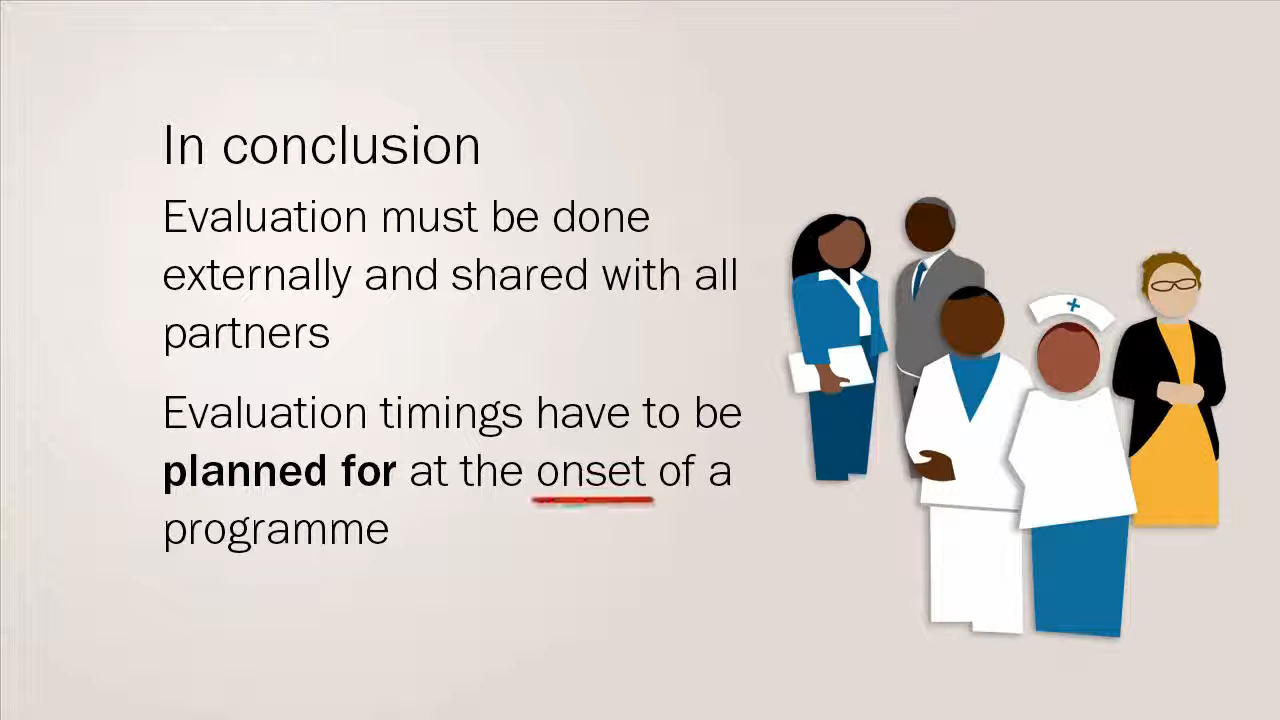 In conclusion
Evaluation must be done
externally and shared with all
partners
Evaluation timings have to be
planned for at the onset of a
programme